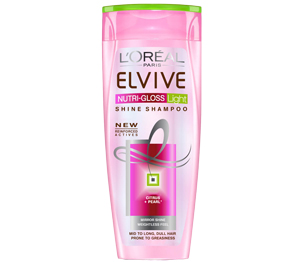 L'ORÉAL
PARIS
ELVIVE
NUTRI-GLOSS Light
SHINE SHAMPOO
NEW
REINFORCED
ACTIVES
CITRUS
+ PEARL
MIRROR SHINE
WEIGHTLESS FEEL
MID TO LONG, DULL HAIR
PRONE TO GREASINESS